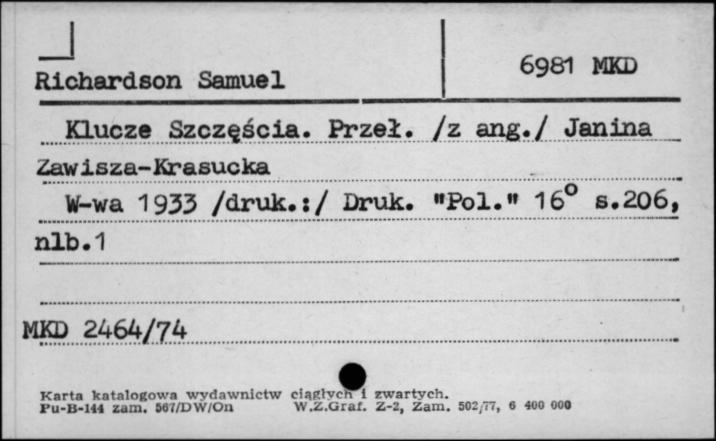 6981 MKD
Richardson Samuel
Klucze Szczęścia. Przeł. /z ang./ Janina
Zawisza-Krasucka
W-wa 1933 /druk.:/ Druk. "Pol." 16° s.206,
nlb.1
MKD 2464/74
Karta katalogowa wydawnictw ciągłych i zwartych.
Pu-B-144 zam. 567/DW/On W.Z.Graf. Z-2, Zam. 502/77, 6 400 000